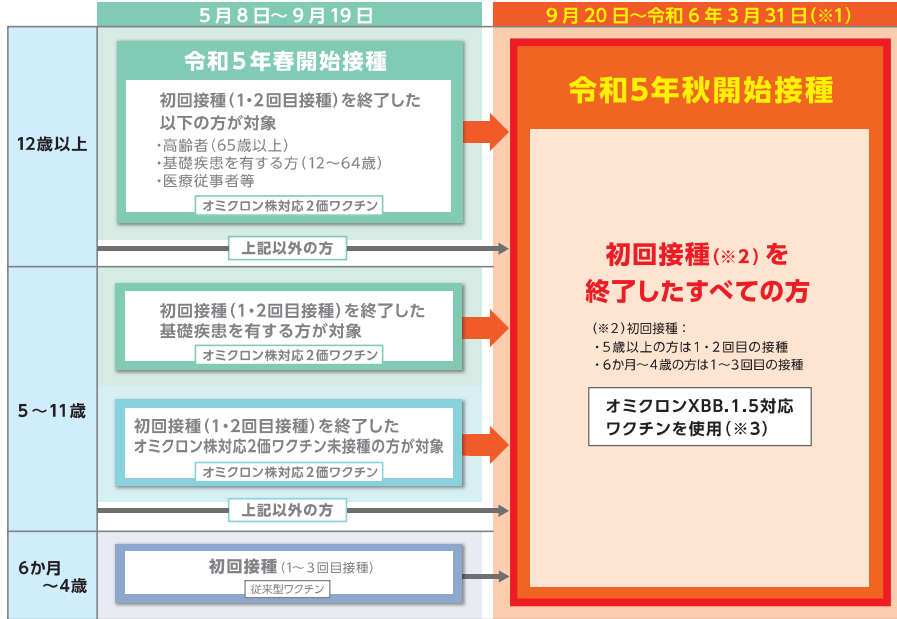 5月8日～9月19日
9月20日～令和6年3月31日(※1)
12歳以上
令和5年春開始接種
初回接種(1・2回目接種)を終了した
以下の方が対象
・高齢者(65歳以上)
・基礎疾患を有する方(12～64歳)
・医療従事者等
オミクロン株対応2価ワクチン
上記以外の方
5～11歳
初回接種(1・2回目接種)を終了した
基礎疾患を有する方が対象
オミクロン株対応2価ワクチン
初回接種(1・2回目接種)を終了した
オミクロン株対応2価ワクチン未接種の方が対象
オミクロン株対応2価ワクチン
上記以外の方
6か月
～4歳
初回接種(1～3回目接種)
従来型ワクチン
令和5年秋開始接種
初回接種(※2)を
終了したすべての方
(※2)初回接種：
・5歳以上の方は1・2回目の接種
・6か月～4歳の方は1～3回目の接種
オミクロンXBB.1.5対応
ワクチンを使用(※3)